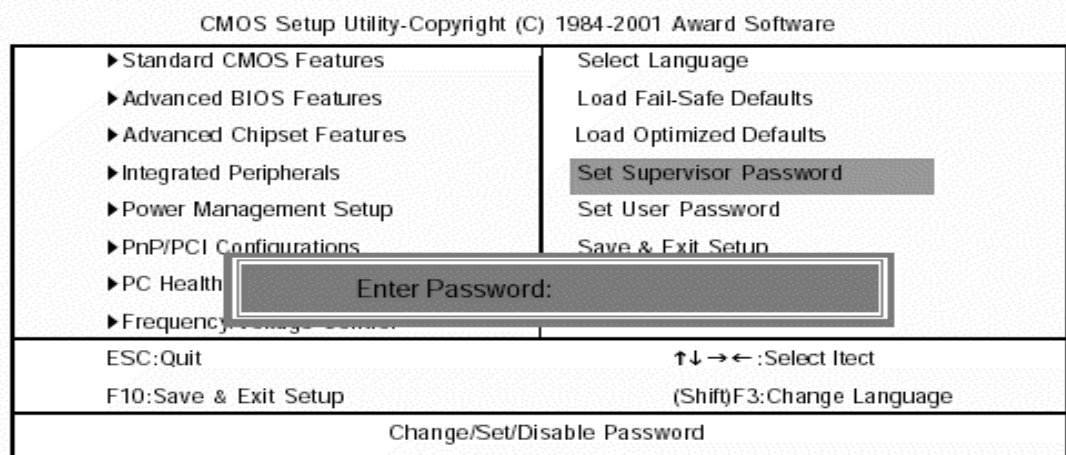 CMOS Setup Utility-Copyright (C) 1984-2001 Award Software
▶Standard CMOS Features
▶Advanced BIOS Features
▶Advanced Chipset Features
▶Integrated Peripherals
▶Power Management Setup
▶PnP/PCI Configurations
▶PC Health
▶Frequency
Select Language
Load Fail-Safe Defaults
Load Optimized Defaults
Set Supervisor Password
Set User Password
Save & Exit Setup
Enter Password:
ESC:Quit
↑↓→←:Select Itect
F10:Save & Exit Setup
(Shift)F3:Change Language
Change/Set/Disable Password